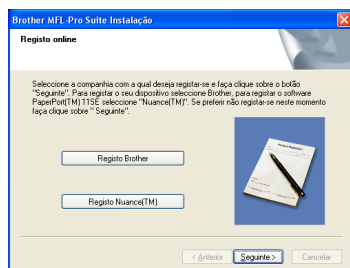 Brother MFL-Pro Suite Instalação
Registo online
Seleccione a companhia com a qual deseja registar-se e faça clique sobre o botão
"Seguinte". Para registar o seu dispositivo seleccione Brother, para registar o software
PaperPort(TM) 11SE seleccione "Nuance(TM)". Se preferir não registar-se neste momento
faça clique sobre " Seguinte".
Registo Brother
Registo Nuance(TM)
< Anterior
Seguinte >
Cancelar